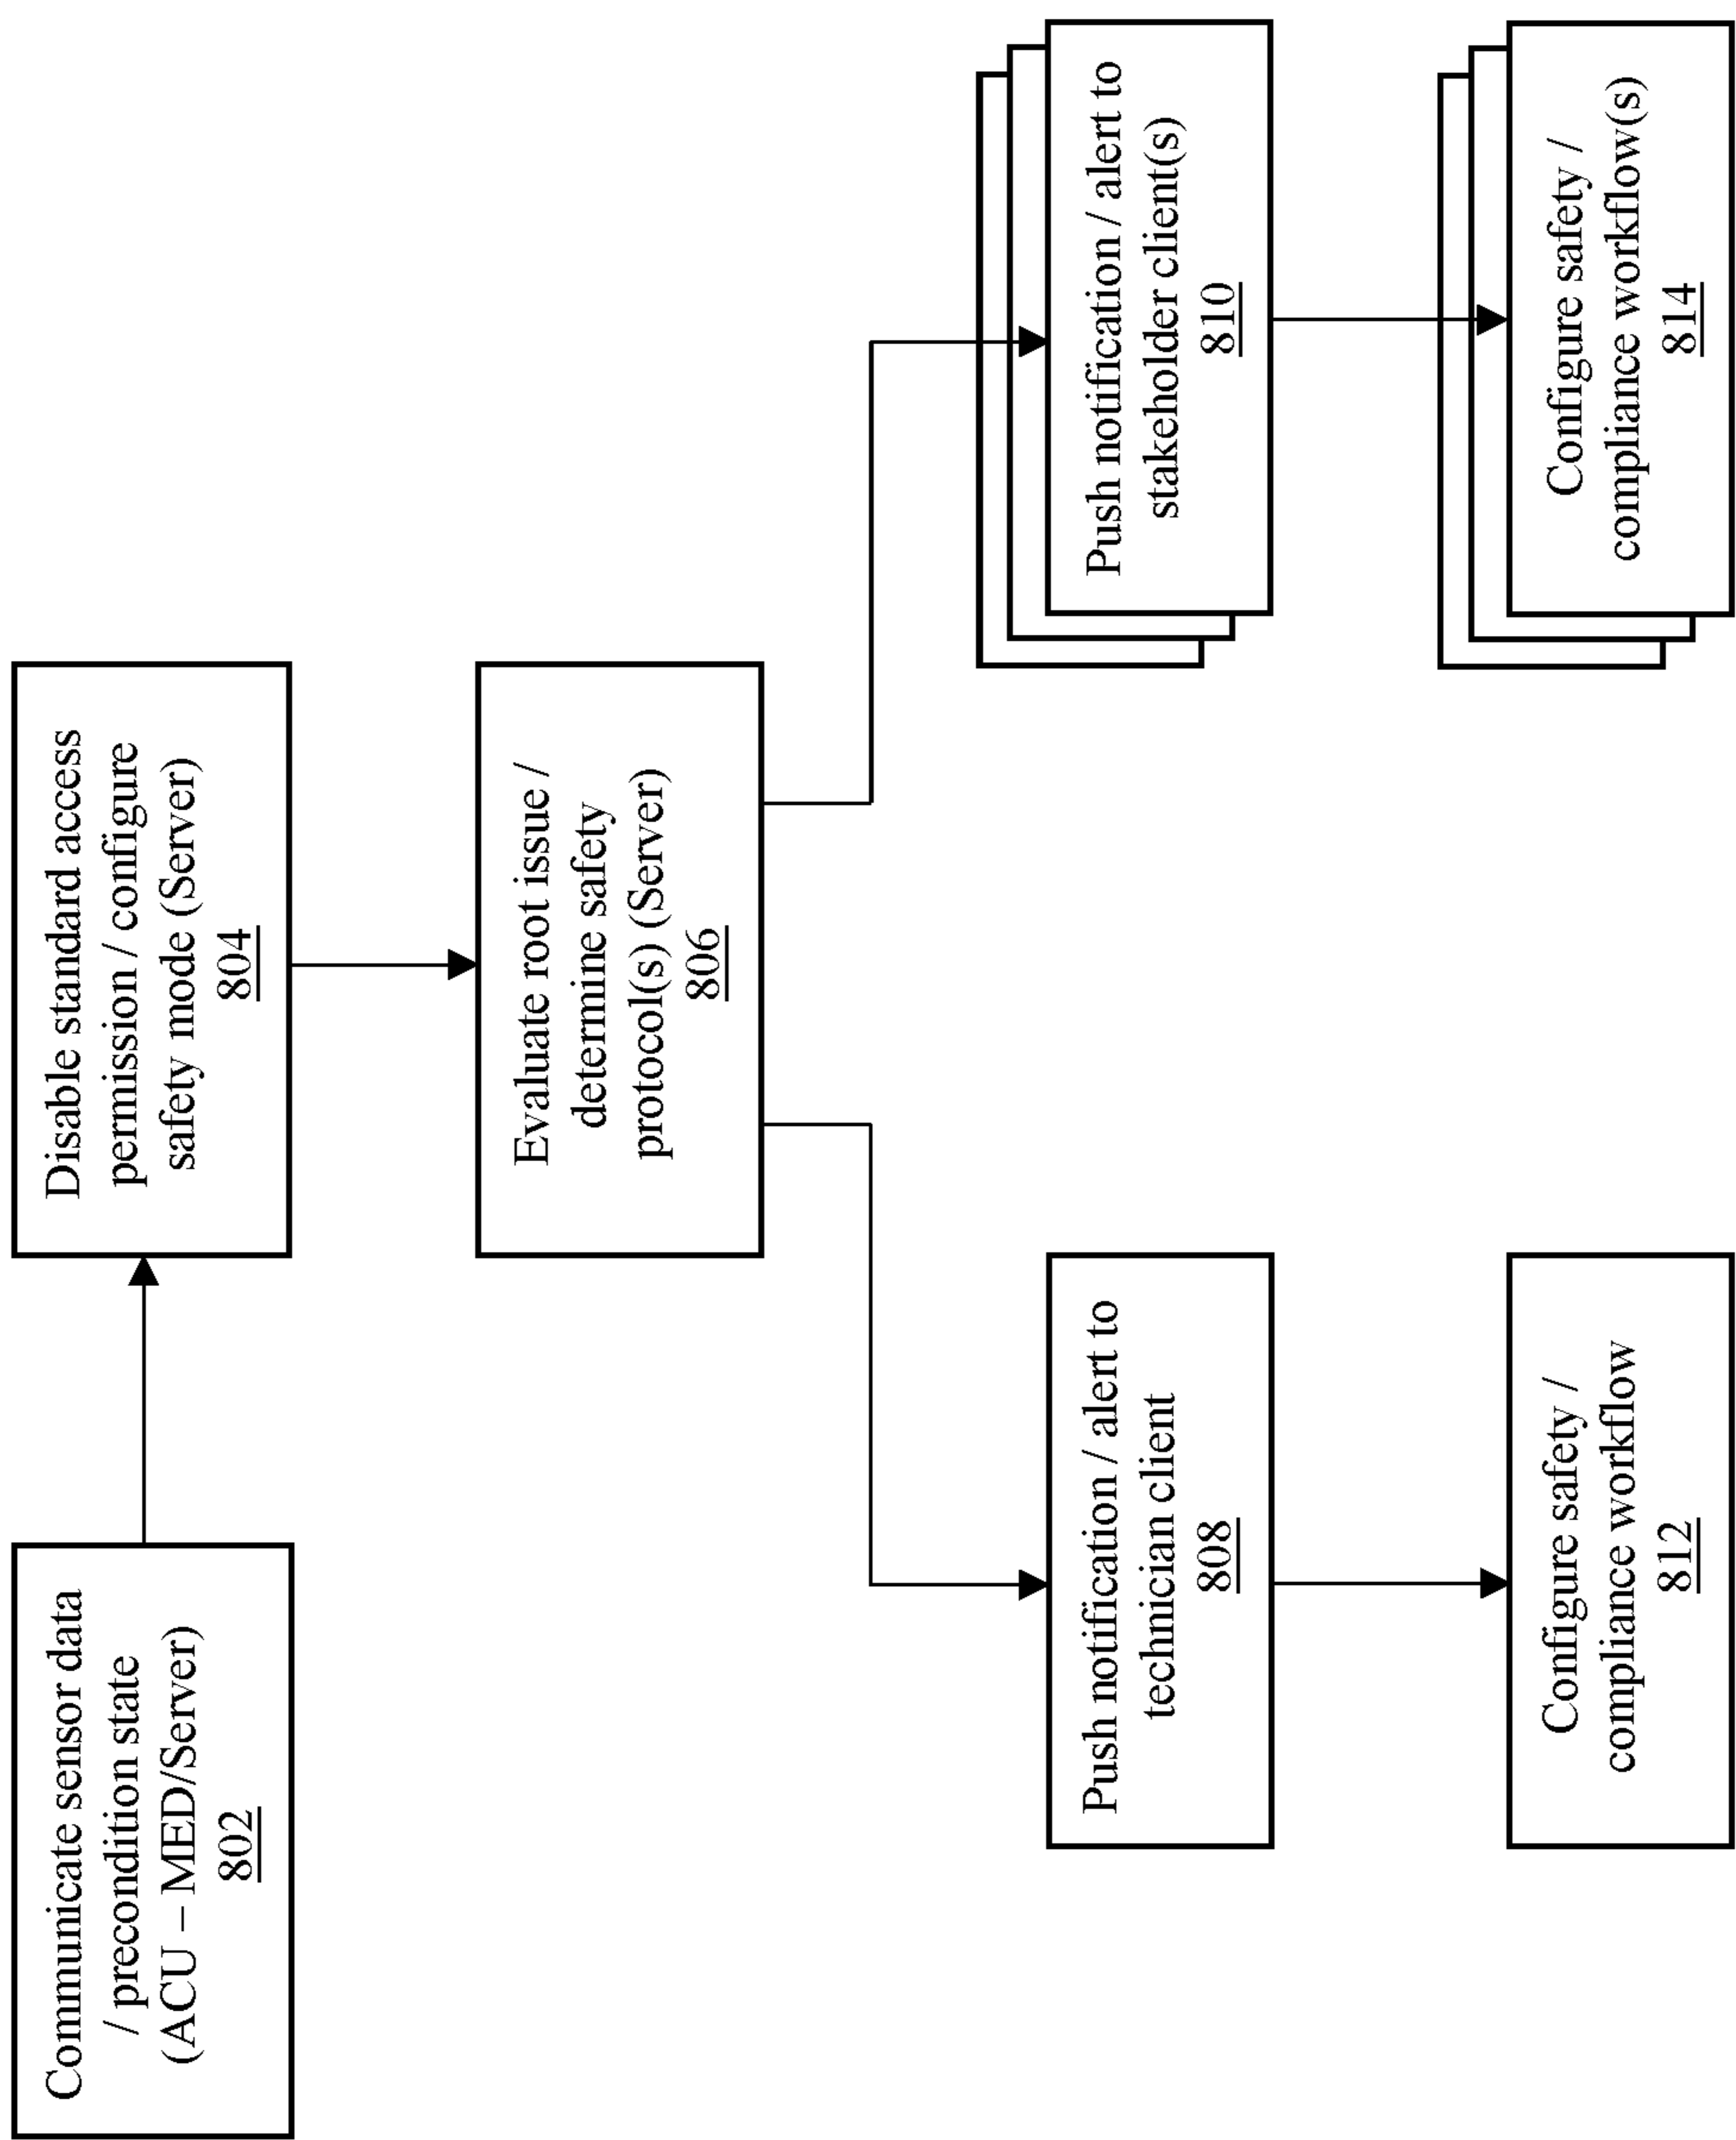 Communicate sensor data
/ precondition state
(ACU – MED/Server)
802
Disable standard access
permission / configure
safety mode (Server)
804
Evaluate root issue /
determine safety
protocol(s) (Server)
806
Push notification / alert to
technician client
808
Push notification / alert to
stakeholder client(s)
810
Configure safety /
compliance workflow
812
Configure safety /
compliance workflow(s)
814